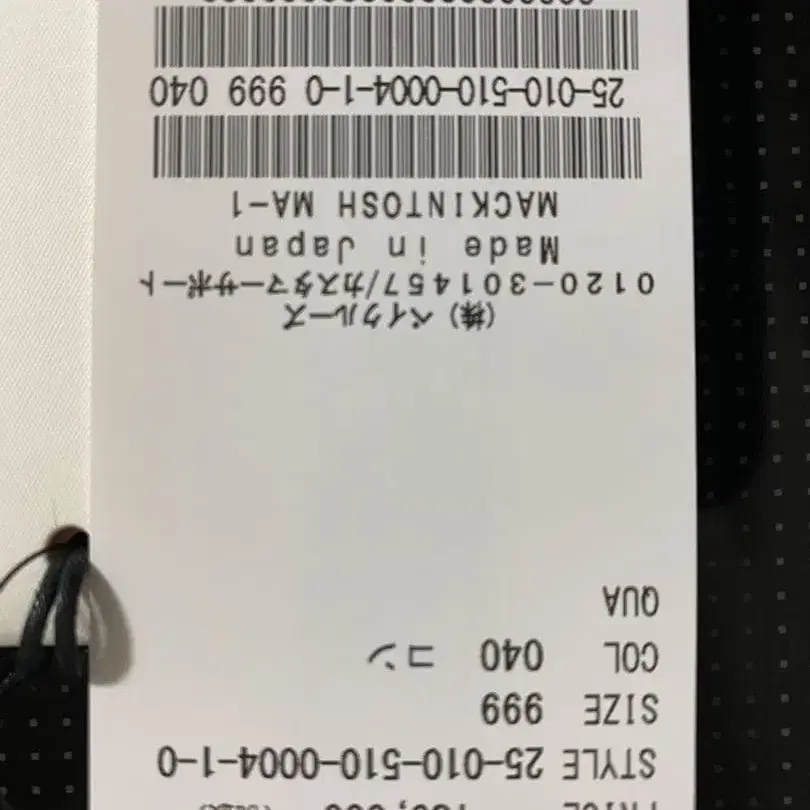 PRICE
STYLE 25-010-510-0004-1-0
SIZE 999
COL 040 コン
QUA
(株) ベイクルーズ
0120-301457/カスタマーサポート
Made in Japan
MACKINTOSH MA-1
25-010-510-0004-1-0 999 040